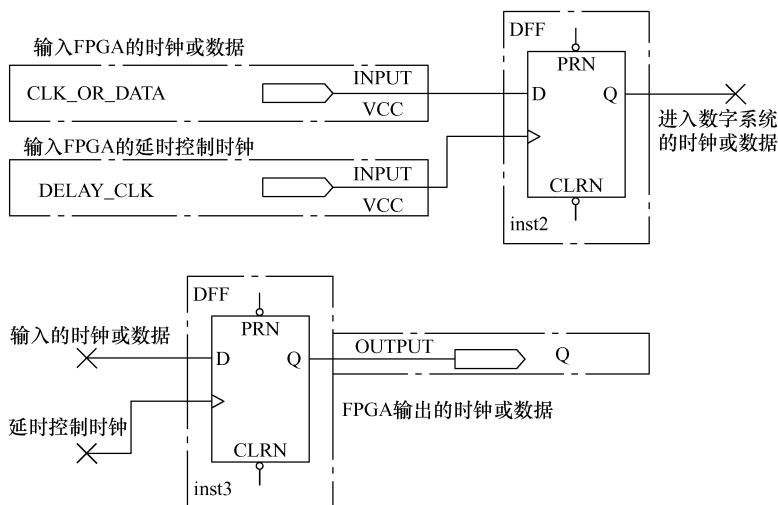 输入FPGA的时钟或数据
CLK_OR_DATA
INPUT
VCC
输入FPGA的延时控制时钟
DELAY_CLK
INPUT
VCC
DFF
PRN
D
Q
CLRN
inst2
进入数字系统
的时钟或数据
输入的时钟或数据
延时控制时钟
DFF
PRN
D
Q
CLRN
inst3
OUTPUT
Q
FPGA输出的时钟或数据